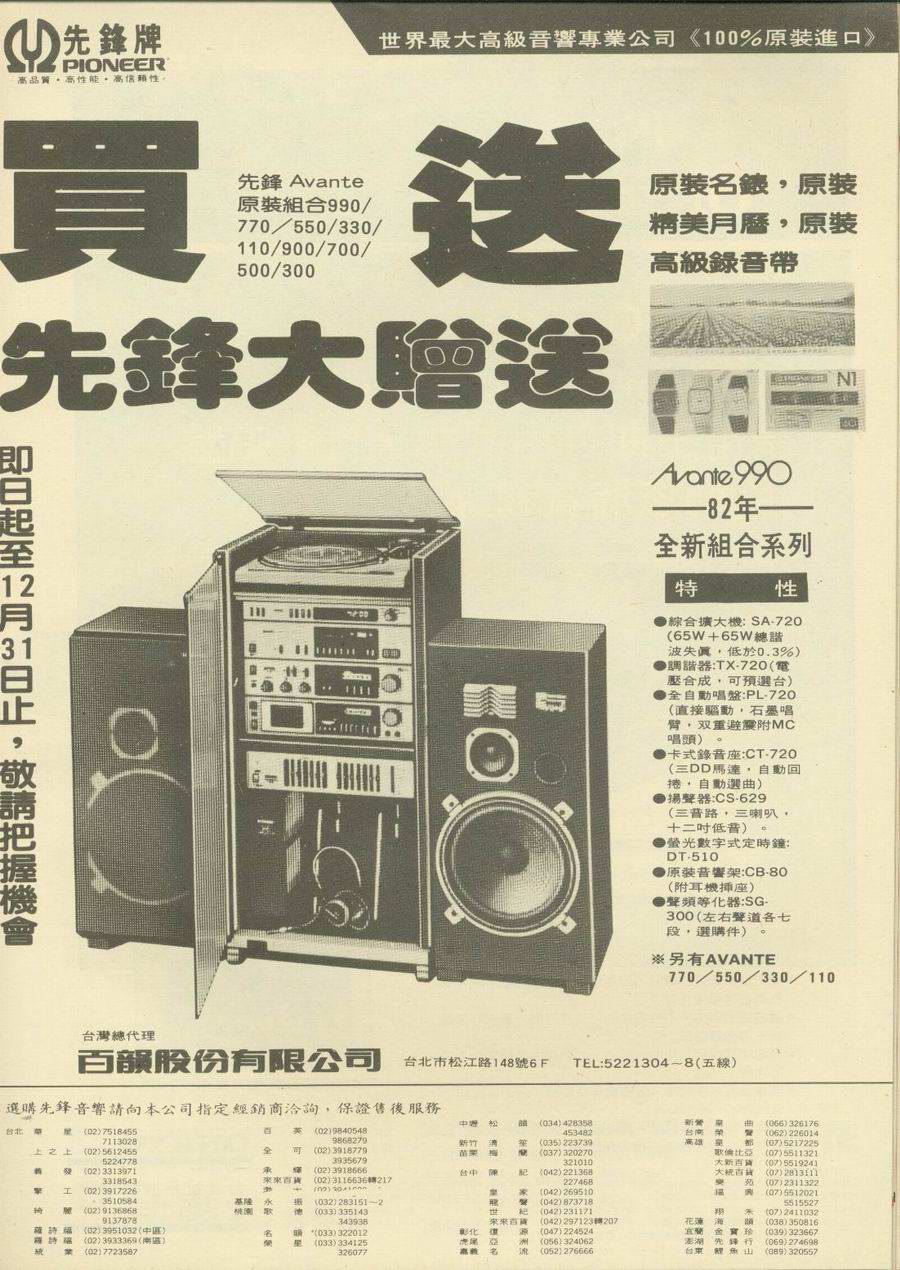 先鋒牌
PIONEER
高品質・高性能・高信賴性
世界最大高級音響專業公司《100%原裝進口》
買
先鋒 Avante
原裝組合990/
770/550/330/
110/900/700/
500/300
送
原裝名錶,原裝
精美月曆,原裝
高級錄音帶
先鋒大贈送
PIONEER
N1
即日起至12月31日止,敬請把握機會
Avante 990
82年
全新組合系列
特性
●綜合擴大機: SA-720
(65W+65W總諧
波失真,低於0.3%)
●調諧器:TX-720(電
壓合成,可預選台)
●全自動唱盤:PL-720
(直接驅動,石墨唱
臂,双重避震附MC
唱頭)。
●卡式錄音座:CT-720
(三DD馬達,自動回
捲,自動選曲)
●揚聲器:CS-629
(三音路,三喇叭,
十二吋低音)。
●螢光數字式定時鐘:
DT-510
●原裝音響架:CB-80
(附耳機挿座)
●聲頻等化器:SG-
300(左右聲道各七
段,選購件)。
※另有AVANTE
770/550/330/110
台灣總代理
百韻股份有限公司 台北市松江路148號6F TEL:5221304~8(五線)
選購先鋒音響請向本公司指定經銷商洽詢,保證售後服務
台北 華星 (02)7518455
7113028
上之上 (02)5612455
5224778
義發 (02)3313971
3318543
擎工 (02)3917226
3510584
綺麗 (02)9136868
9137878
羅詩福 (02)3951032(中區)
羅詩福 (02)3933369(南區)
統業 (02)7723587
百英 (02)9840548
9868279
全可 (02)3918779
3935679
承輝 (02)3918666
來來百貨 (02)3116636轉217
基隆 永振 (032)283151~2
桃園 歌德 (033)335143
343938
名韻 (033)322012
榮星 (033)334125
326077
中壢 松韻 (034)428358
453482
新竹 清笙 (035)223739
苗栗 梅蘭 (037)320270
321010
台中 陳記 (042)221368
227468
皇家 (042)269510
龍聲 (042)873718
世紀 (042)231171
來來百貨 (042)297123轉207
彰化 復源 (047)224524
虎尾 亞洲 (056)324062
嘉義 名流 (052)276666
新營 皇曲 (066)326176
台南 榮聲 (062)226014
高雄 皇都 (07)5217225
歌倫比亞 (07)5511321
大新百貨 (07)5519241
大統百貨 (07)2813111
樂苑 (07)2311322
福興 (07)5512021
5515527
翔禾 (07)2411032
花蓮 海韻 (038)350816
宜蘭 金寶珍 (039)323667
澎湖 先鋒行 (069)274698
台東 鯉魚山 (089)320557